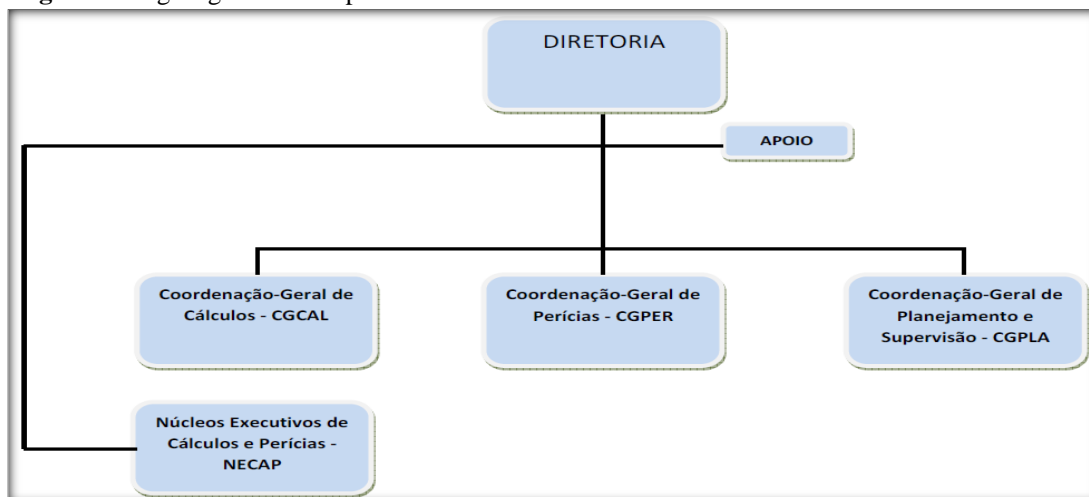 DIRETORIA
APOIO
Coordenação-Geral de
Cálculos - CGCAL
Coordenação-Geral de
Perícias - CGPER
Coordenação-Geral de
Planejamento e
Supervisão - CGPLA
Núcleos Executivos de
Cálculos e Perícias -
NECAP